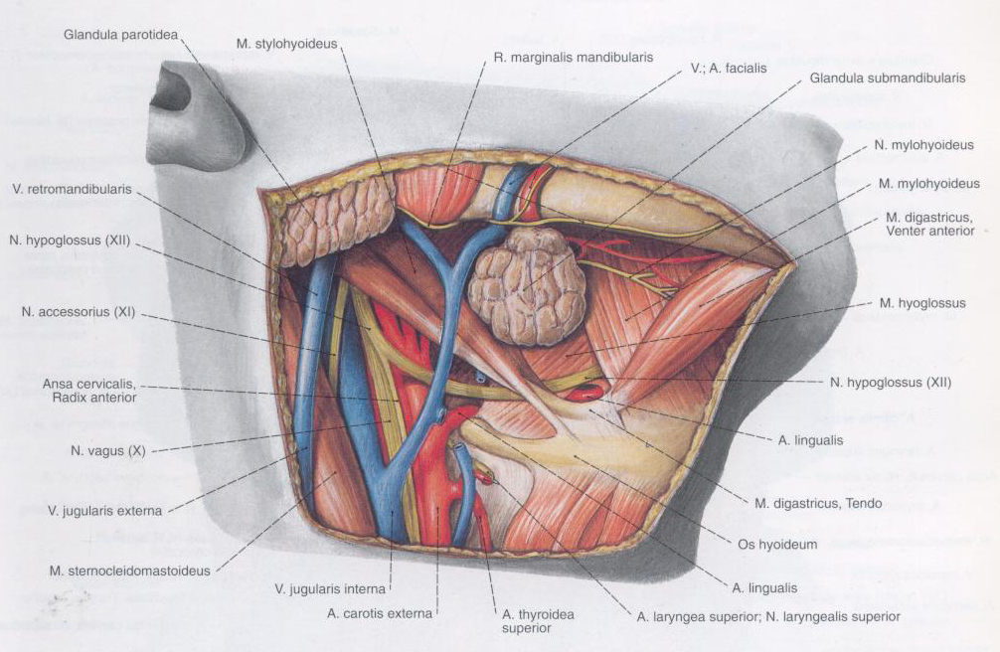 Glandula parotidea
M. stylohyoideus
R. marginalis mandibularis
V.; A. facialis
Glandula submandibularis
N. mylohyoideus
M. mylohyoideus
M. digastricus,
Venter anterior
M. hyoglossus
N. hypoglossus (XII)
A. lingualis
M. digastricus, Tendo
Os hyoideum
A. lingualis
A. laryngea superior; N. laryngealis superior
A. thyroidea
superior
A. carotis externa
V. jugularis interna
M. sternocleidomastoideus
V. jugularis externa
N. vagus (X)
Ansa cervicalis,
Radix anterior
N. accessorius (XI)
N. hypoglossus (XII)
V. retromandibularis